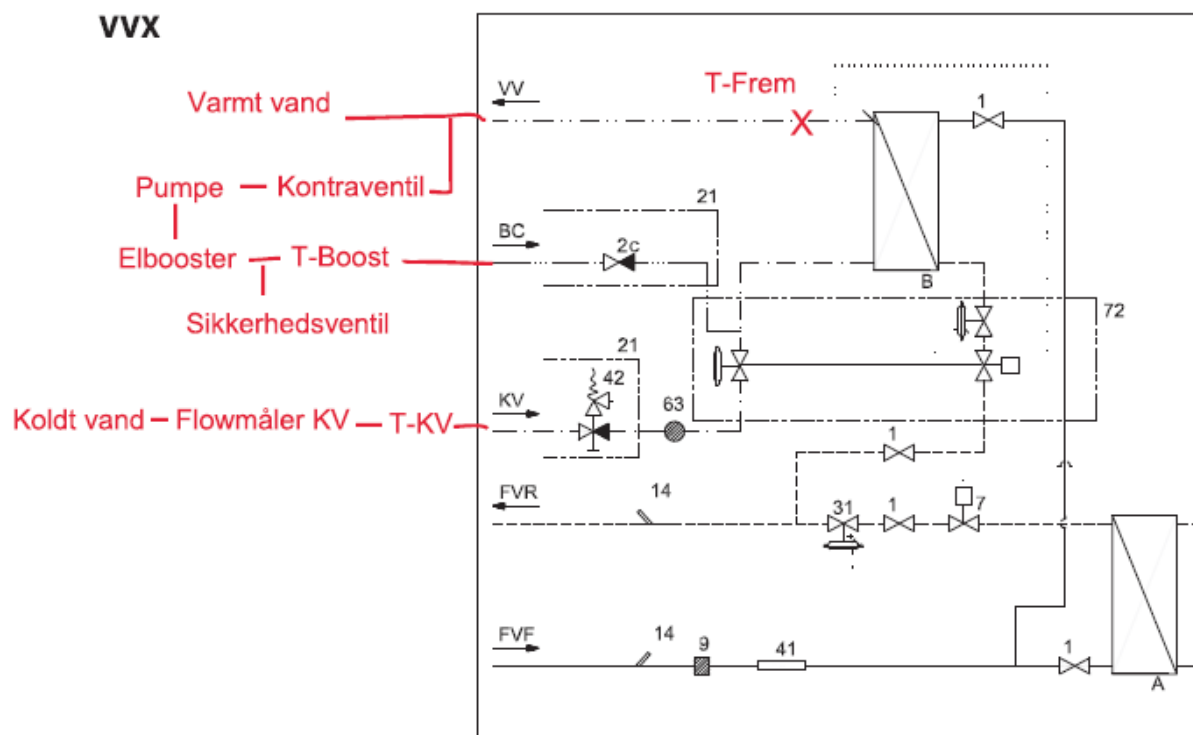 VVX
VV
T-Frem
1
Varmt vand
Pumpe – Kontraventil
21
BC
2c
Elbooster – T-Boost
B
72
Sikkerhedsventil
21
42
KV
63
Koldt vand – Flowmåler KV – T-KV
1
FVR
14
31
1
7
FVF
14
9
41
1
A